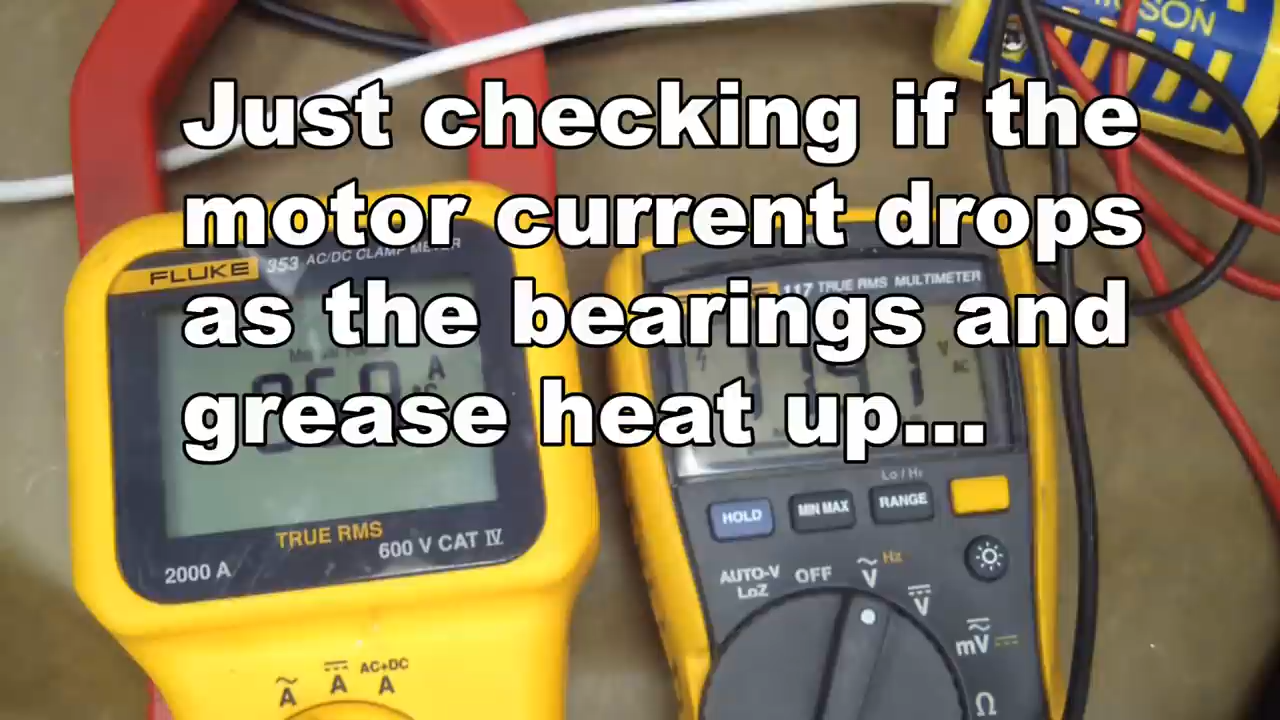 Just checking if the
motor current drops
as the bearings and
grease heat up...
SON
FLUKE
353 AC/DC CLAMP METER
A
117 TRUE RMS MULTIMETER
V
AC
TRUE RMS
600 V CAT IV
2000 A
Lo / Hi
HOLD
MIN MAX
RANGE
AUTO-V
LoZ
OFF
V
Hz
V
mV
Ω
A
A
AC+DC
A